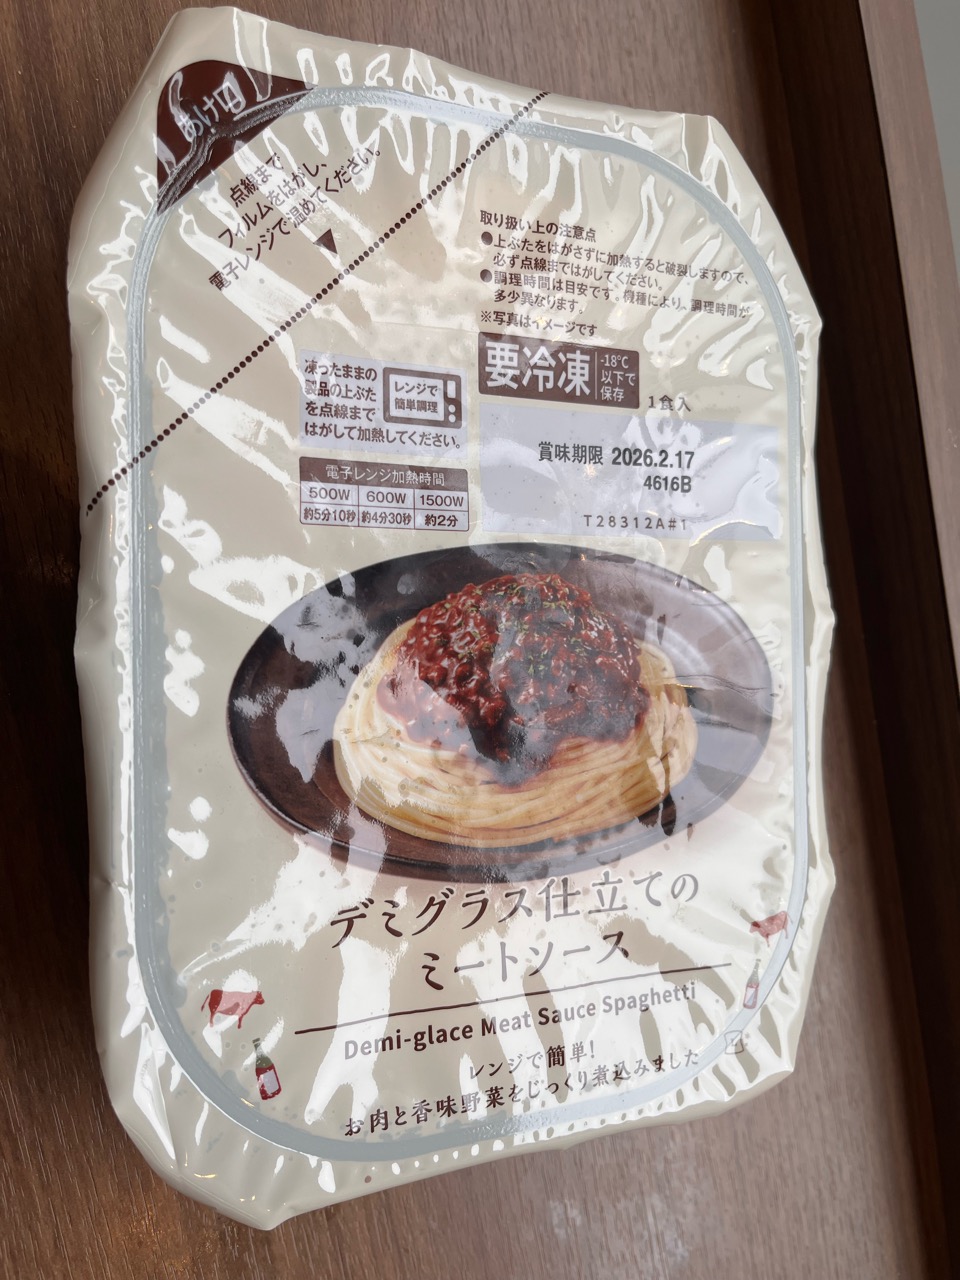 あけ口
点線まで
フィルムをはがし、
電子レンジで温めてください。
取り扱い上の注意点
●上ぶたをはがさずに加熱すると破裂しますので、
必ず点線まではがしてください。
●調理時間は目安です。機種により、調理時間が
多少異なります。
※写真はイメージです
要冷凍
-18℃
以下で
保存
1食入
凍ったままの
製品の上ぶた
を点線まで
はがして加熱してください。
レンジで
簡単調理
賞味期限 2026.2.17
4616B
T28312A#1
電子レンジ加熱時間
500W 600W 1500W
約5分10秒 約4分30秒 約2分
デミグラス仕立ての
ミートソース
Demi-glace Meat Sauce Spaghetti
レンジで簡単!
お肉と香味野菜をじっくり煮込みました